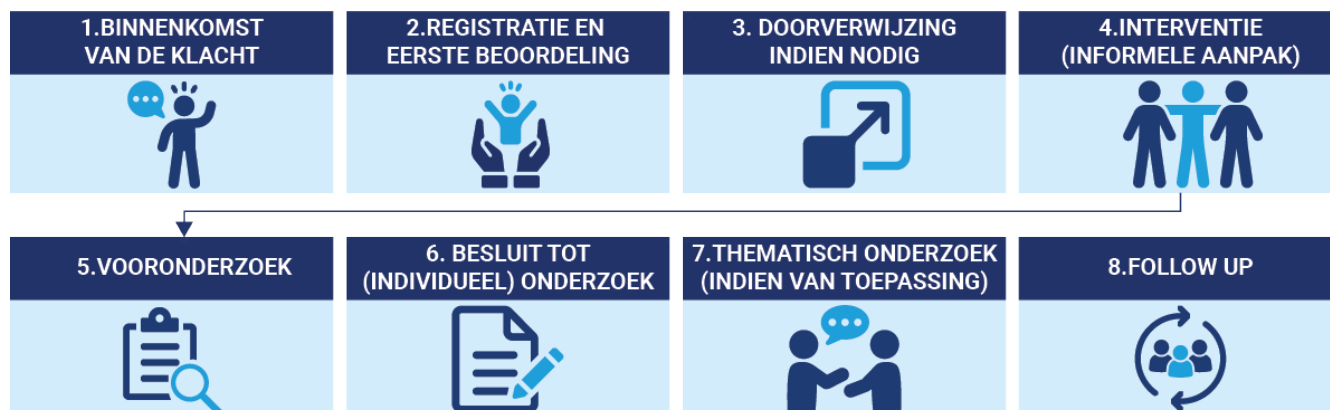 1.BINNENKOMST
VAN DE KLACHT
2.REGISTRATIE EN
EERSTE BEOORDELING
3. DOORVERWIJZING
INDIEN NODIG
4.INTERVENTIE
(INFORMELE AANPAK)
5.VOORONDERZOEK
6. BESLUIT TOT
(INDIVIDUEEL) ONDERZOEK
7.THEMATISCH ONDERZOEK
(INDIEN VAN TOEPASSING)
8.FOLLOW UP